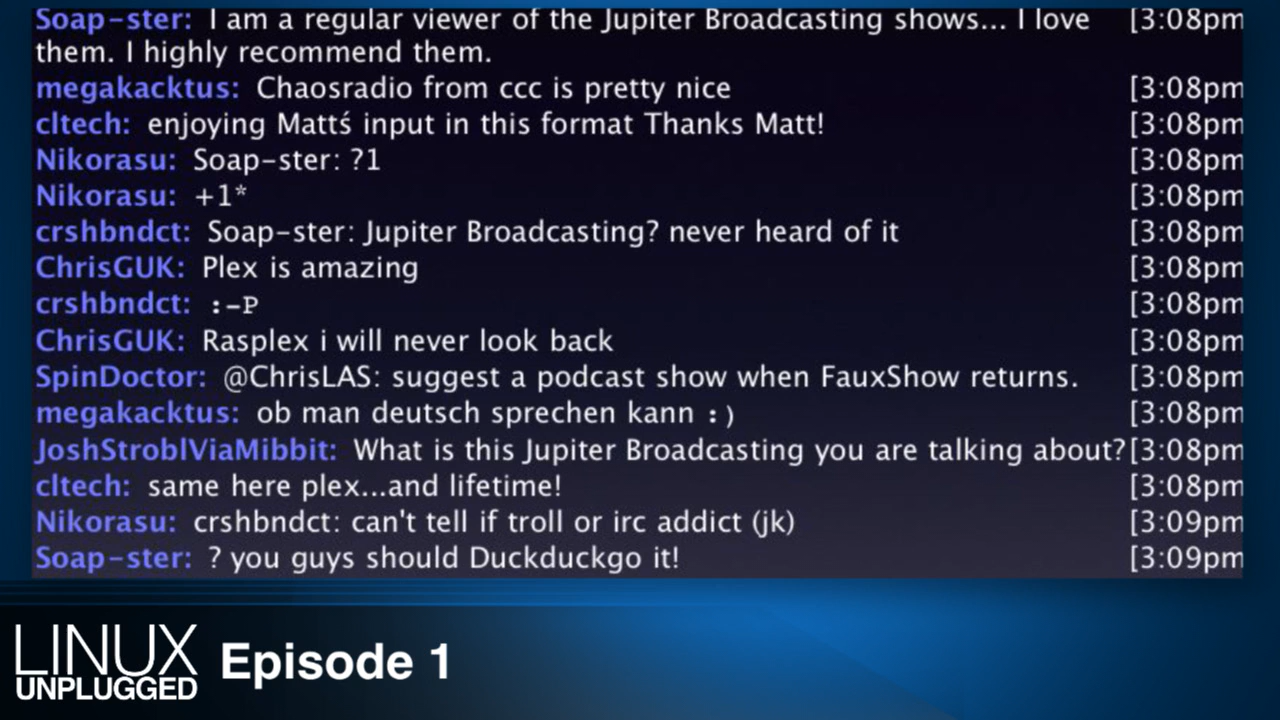 Soap-ster: I am a regular viewer of the Jupiter Broadcasting shows... I love [3:08pm
them. I highly recommend them.
megakacktus: Chaosradio from ccc is pretty nice [3:08pm
cltech: enjoying Mattś input in this format Thanks Matt! [3:08pm
Nikorasu: Soap-ster: ?1 [3:08pm
Nikorasu: +1* [3:08pm
crshbndct: Soap-ster: Jupiter Broadcasting? never heard of it [3:08pm
ChrisGUK: Plex is amazing [3:08pm
crshbndct: :-P [3:08pm
ChrisGUK: Rasplex i will never look back [3:08pm
SpinDoctor: @ChrisLAS: suggest a podcast show when FauxShow returns. [3:08pm
megakacktus: ob man deutsch sprechen kann :) [3:08pm
JoshStroblViaMibbit: What is this Jupiter Broadcasting you are talking about? [3:08pm
cltech: same here plex...and lifetime! [3:08pm
Nikorasu: crshbndct: can't tell if troll or irc addict (jk) [3:09pm
Soap-ster: ? you guys should Duckduckgo it! [3:09pm
LINUX
UNPLUGGED
Episode 1